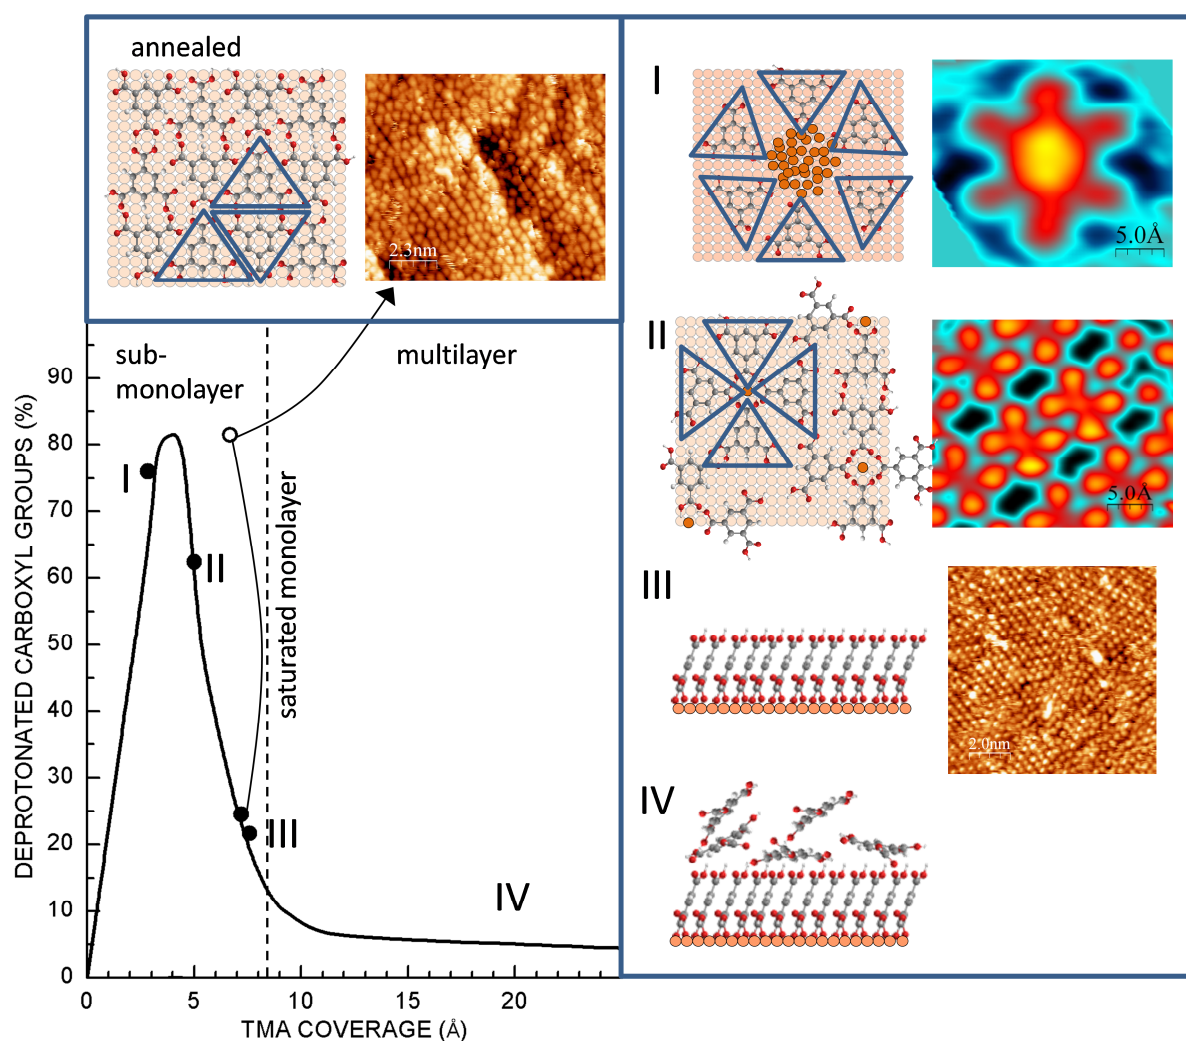 annealed
2.3nm
I
5.0Å
II
5.0Å
III
2.0nm
IV
sub-
monolayer
multilayer
saturated monolayer
I
II
III
IV
DEPROTONATED CARBOXYL GROUPS (%)
90
80
70
60
50
40
30
20
10
0
0 5 10 15 20
TMA COVERAGE (Å)